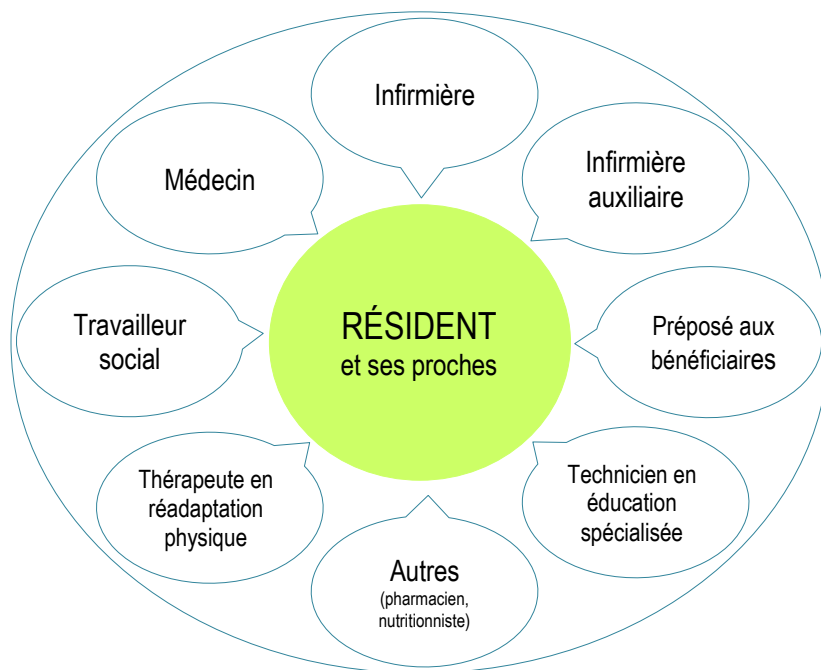 Infirmière
Médecin
Infirmière
auxiliaire
RÉSIDENT
et ses proches
Travailleur
social
Préposé aux
bénéficiaires
Thérapeute en
réadaptation
physique
Technicien en
éducation
spécialisée
Autres
(pharmacien,
nutritionniste)